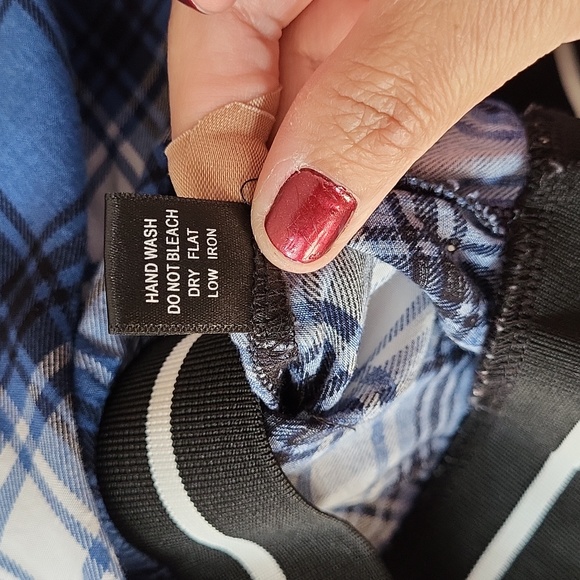 HAND WASH
DO NOT BLEACH
DRY FLAT
LOW IRON